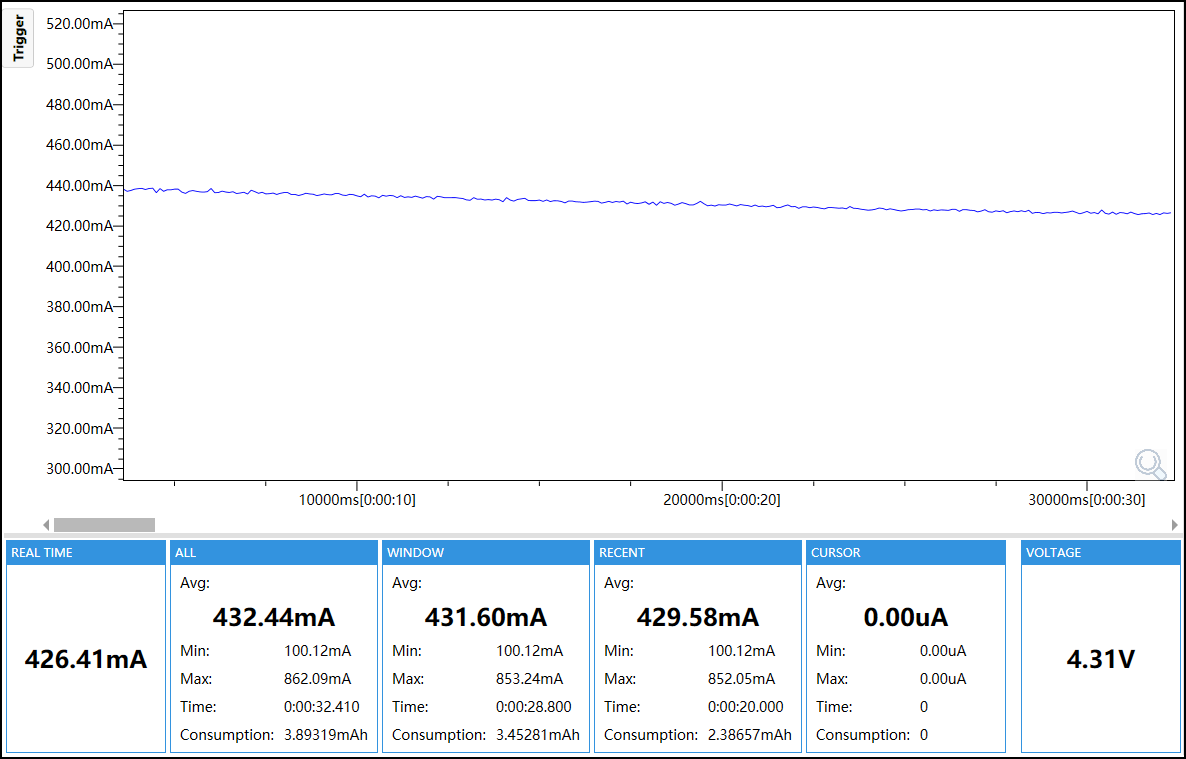 Trigger
520.00mA
500.00mA
480.00mA
460.00mA
440.00mA
420.00mA
400.00mA
380.00mA
360.00mA
340.00mA
320.00mA
300.00mA
10000ms[0:00:10] 20000ms[0:00:20] 30000ms[0:00:30]
REAL TIME
426.41mA
ALL
Avg:
432.44mA
Min: 100.12mA
Max: 862.09mA
Time: 0:00:32.410
Consumption: 3.89319mAh
WINDOW
Avg:
431.60mA
Min: 100.12mA
Max: 853.24mA
Time: 0:00:28.800
Consumption: 3.45281mAh
RECENT
Avg:
429.58mA
Min: 100.12mA
Max: 852.05mA
Time: 0:00:20.000
Consumption: 2.38657mAh
CURSOR
Avg:
0.00uA
Min: 0.00uA
Max: 0.00uA
Time: 0
Consumption: 0
VOLTAGE
4.31V